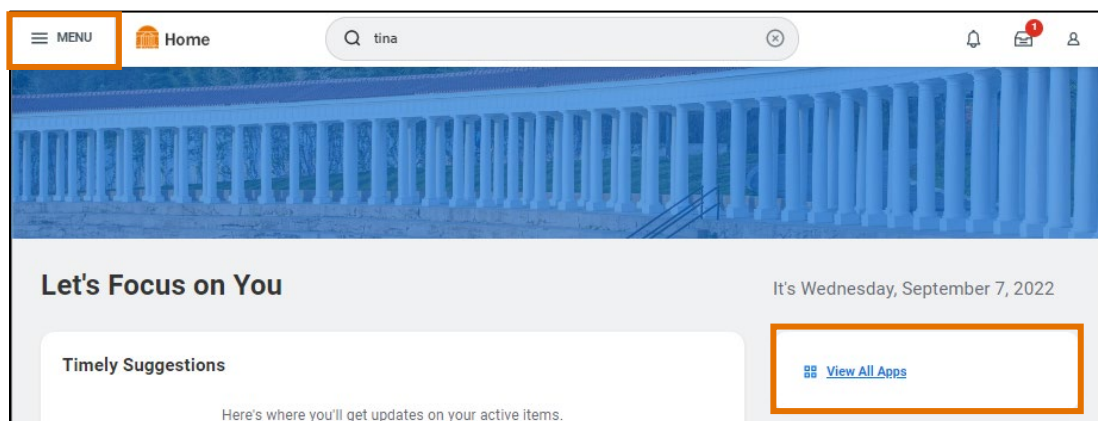 MENU Home tina 1
Let's Focus on You
It's Wednesday, September 7, 2022
Timely Suggestions
View All Apps
Here's where you'll get updates on your active items.